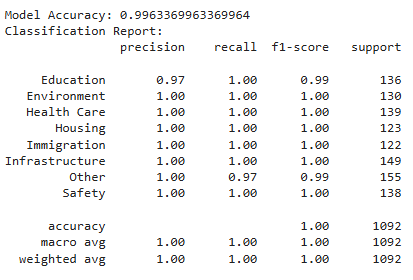 Model Accuracy: 0.9963369963369964
Classification Report:
precision recall f1-score support
Education 0.97 1.00 0.99 136
Environment 1.00 1.00 1.00 130
Health Care 1.00 1.00 1.00 139
Housing 1.00 1.00 1.00 123
Immigration 1.00 1.00 1.00 122
Infrastructure 1.00 1.00 1.00 149
Other 1.00 0.97 0.99 155
Safety 1.00 1.00 1.00 138
accuracy 1.00 1092
macro avg 1.00 1.00 1.00 1092
weighted avg 1.00 1.00 1.00 1092